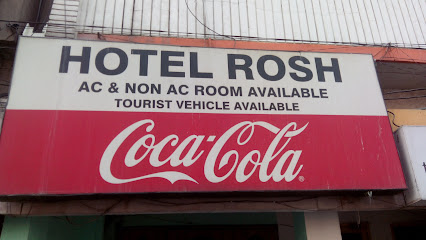 HOTEL ROSH
AC & NON AC ROOM AVAILABLE
TOURIST VEHICLE AVAILABLE
Coca-Cola®